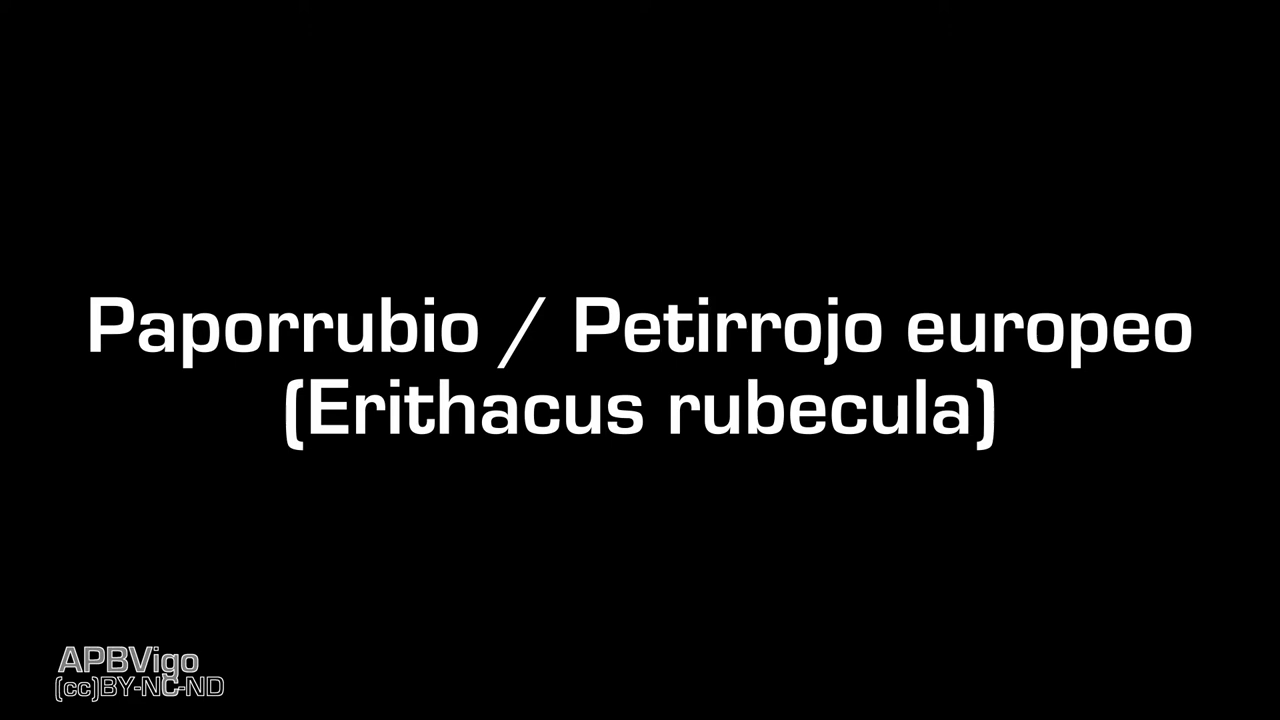 Paporrubio / Petirrojo europeo
(Erithacus rubecula)
APBVigo
(cc)BY-NC-ND